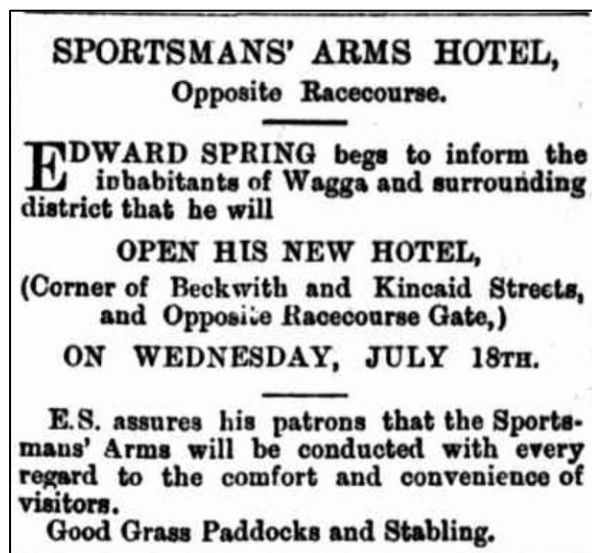 SPORTSMANS' ARMS HOTEL,
Opposite Racecourse.
EDWARD SPRING begs to inform the
inhabitants of Wagga and surrounding
district that he will
OPEN HIS NEW HOTEL,
(Corner of Beckwith and Kincaid Streets,
and Opposite Racecourse Gate,)
ON WEDNESDAY, JULY 18TH.
E.S. assures his patrons that the Sports-
mans' Arms will be conducted with every
regard to the comfort and convenience of
visitors.
Good Grass Paddocks and Stabling.